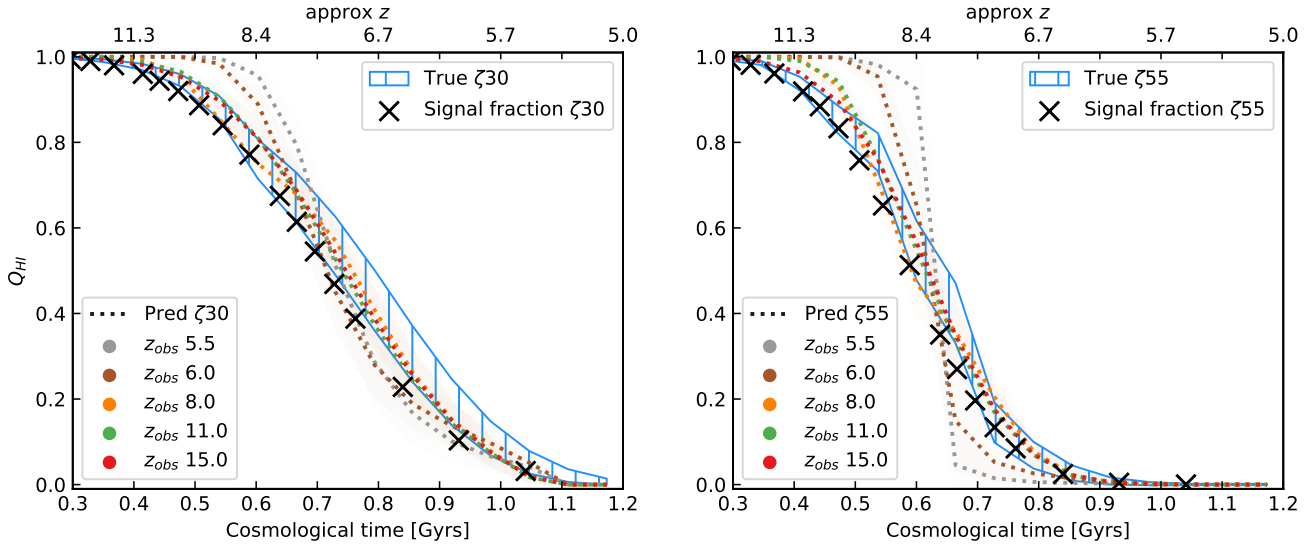 approx z
11.3 8.4 6.7 5.7 5.0
1.0
0.8
0.6
0.4
0.2
0.0
Q_HI
True ζ30
Signal fraction ζ30
Pred ζ30
z_obs 5.5
z_obs 6.0
z_obs 8.0
z_obs 11.0
z_obs 15.0
0.3 0.4 0.5 0.6 0.7 0.8 0.9 1.0 1.1 1.2
Cosmological time [Gyrs]
approx z
11.3 8.4 6.7 5.7 5.0
1.0
0.8
0.6
0.4
0.2
0.0
True ζ55
Signal fraction ζ55
Pred ζ55
z_obs 5.5
z_obs 6.0
z_obs 8.0
z_obs 11.0
z_obs 15.0
0.3 0.4 0.5 0.6 0.7 0.8 0.9 1.0 1.1 1.2
Cosmological time [Gyrs]